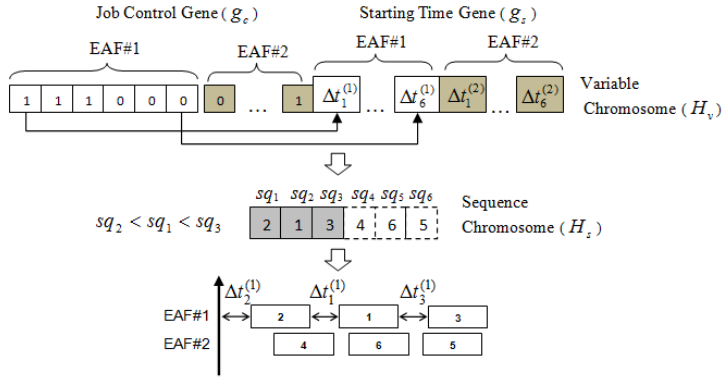 Job Control Gene ( g_c ) Starting Time Gene ( g_s )
EAF#1 EAF#2 EAF#1 EAF#2
1 1 1 0 0 0 0 … 1 Δt_1^(1) … Δt_6^(1) Δt_1^(2) … Δt_6^(2)
Variable
Chromosome ( H_v )
sq_1 sq_2 sq_3 sq_4 sq_5 sq_6
sq_2 < sq_1 < sq_3
2 1 3 4 6 5
Sequence
Chromosome ( H_s )
Δt_2^(1) Δt_1^(1) Δt_3^(1)
EAF#1 2 1 3
EAF#2 4 6 5